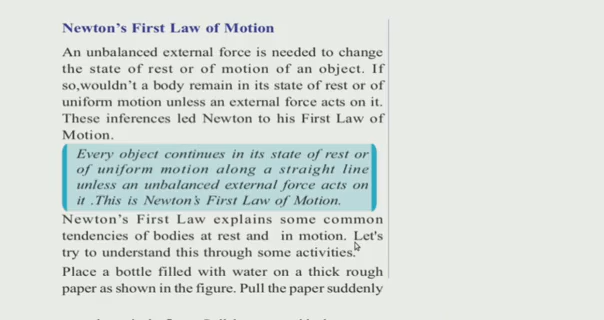 Newton's First Law of Motion
An unbalanced external force is needed to change
the state of rest or of motion of an object. If
so,wouldn't a body remain in its state of rest or of
uniform motion unless an external force acts on it.
These inferences led Newton to his First Law of
Motion.
Every object continues in its state of rest or
of uniform motion along a straight line
unless an unbalanced external force acts on
it .This is Newton's First Law of Motion.
Newton's First Law explains some common
tendencies of bodies at rest and in motion. Let's
try to understand this through some activities.
Place a bottle filled with water on a thick rough
paper as shown in the figure. Pull the paper suddenly